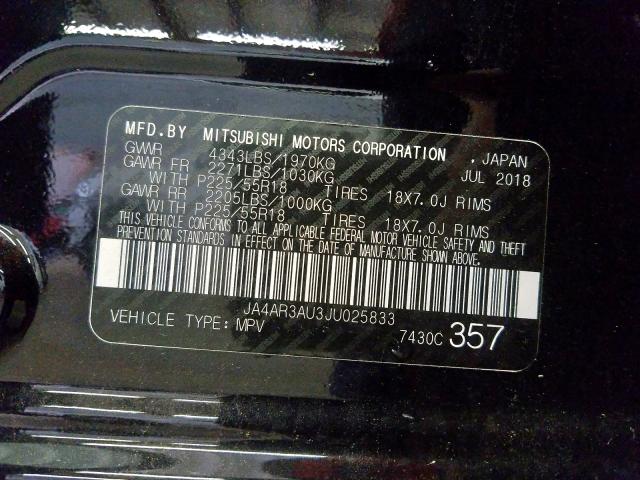 MFD.BY MITSUBISHI MOTORS CORPORATION , JAPAN
GVWR 4343LBS/1970KG JUL 2018
GAWR FR 2271LBS/1030KG
WITH P225/55R18 TIRES 18X7.0J RIMS
GAWR RR 2205LBS/1000KG
WITH P225/55R18 TIRES 18X7.0J RIMS
THIS VEHICLE CONFORMS TO ALL APPLICABLE FEDERAL MOTOR VEHICLE SAFETY AND THEFT
PREVENTION STANDARDS IN EFFECT ON THE DATE OF MANUFACTURE SHOWN ABOVE.
JA4AR3AU3JU025833
VEHICLE TYPE: MPV 7430C 357